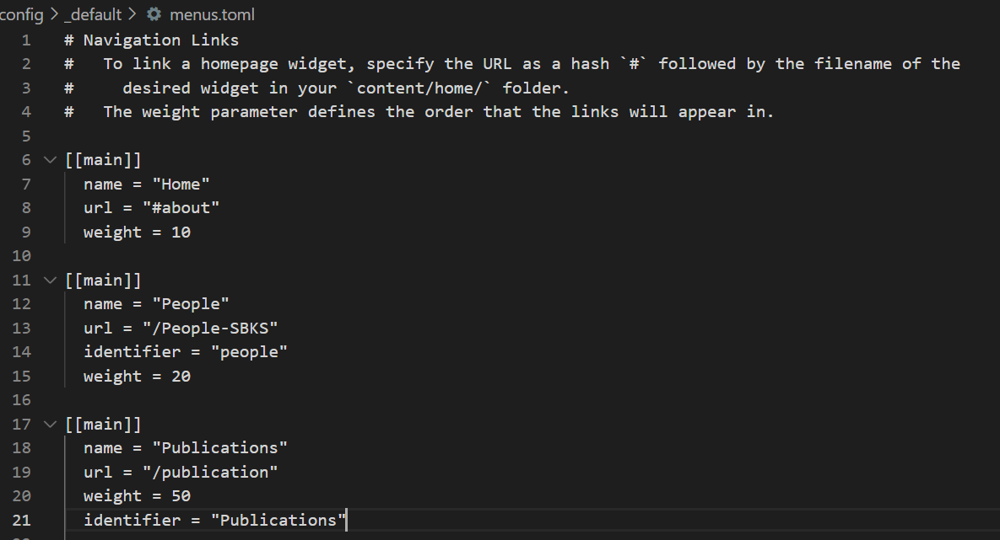 config > _default > menus.toml
1 # Navigation Links
2 #   To link a homepage widget, specify the URL as a hash `#` followed by the filename of the
3 #     desired widget in your `content/home/` folder.
4 #   The weight parameter defines the order that the links will appear in.
5
6 [[main]]
7   name = "Home"
8   url = "#about"
9   weight = 10
10
11 [[main]]
12   name = "People"
13   url = "/People-SBKS"
14   identifier = "people"
15   weight = 20
16
17 [[main]]
18   name = "Publications"
19   url = "/publication"
20   weight = 50
21   identifier = "Publications"